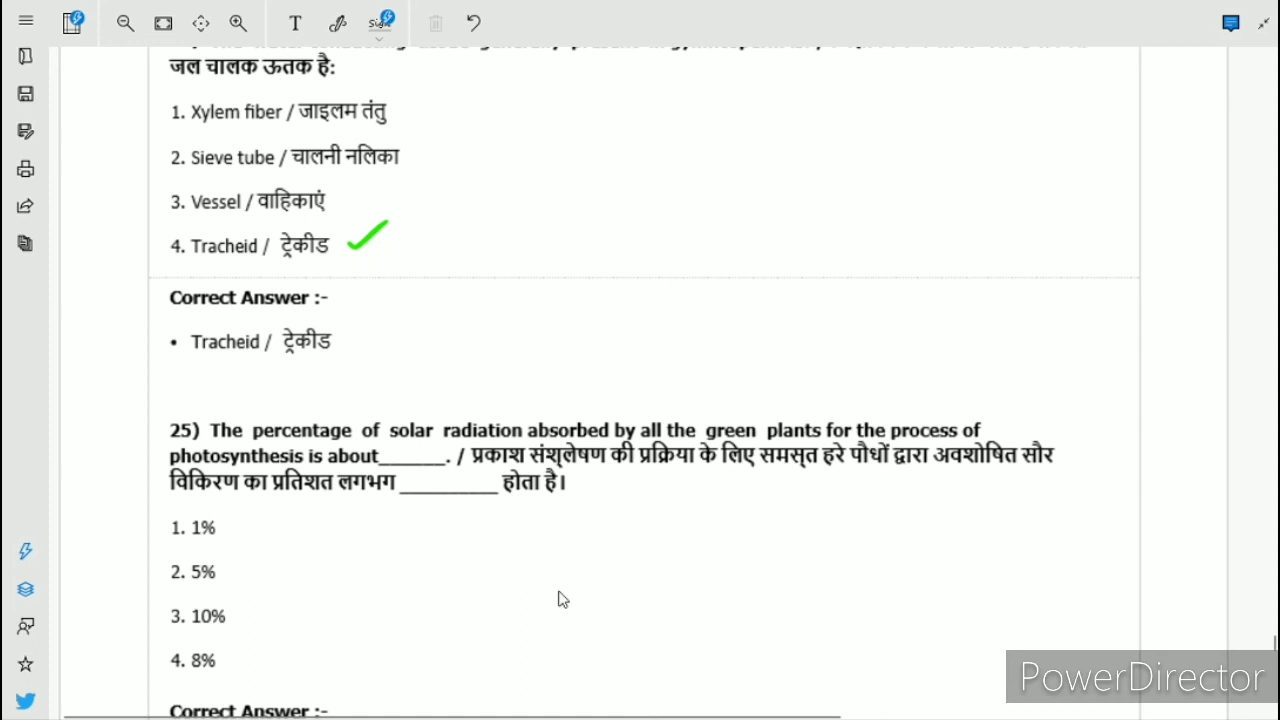 जल चालक ऊतक है:
1. Xylem fiber / जाइलम तंतु
2. Sieve tube / चालनी नलिका
3. Vessel / वाहिकाएं
4. Tracheid / ट्रेकीड
Correct Answer :-
• Tracheid / ट्रेकीड
25) The percentage of solar radiation absorbed by all the green plants for the process of
photosynthesis is about______. / प्रकाश संश्लेषण की प्रक्रिया के लिए समस्त हरे पौधों द्वारा अवशोषित सौर
विकिरण का प्रतिशत लगभग _________ होता है।
1. 1%
2. 5%
3. 10%
4. 8%
Correct Answer :-
PowerDirector